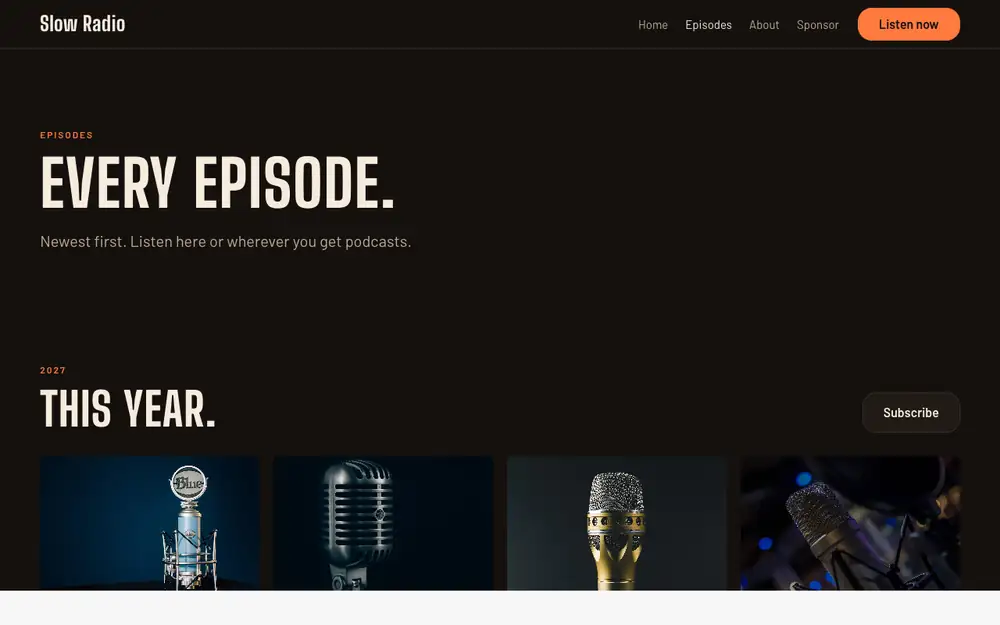 Slow Radio
Home Episodes About Sponsor Listen now
EPISODES
EVERY EPISODE.
Newest first. Listen here or wherever you get podcasts.
2027
THIS YEAR.
Subscribe
Blue